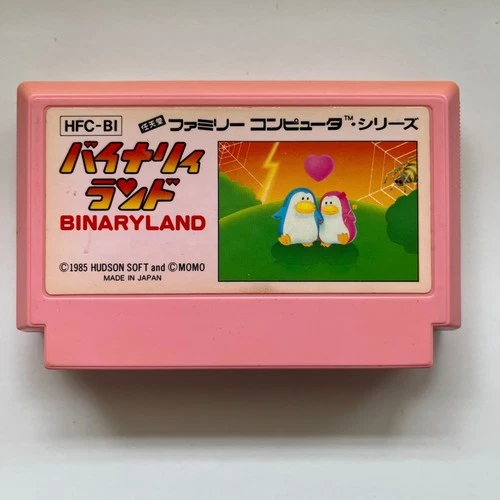 HFC-BI
任天堂 ファミリー コンピュータ™・シリーズ
バイナリィ
ランド
BINARYLAND
©1985 HUDSON SOFT and ©MOMO
MADE IN JAPAN